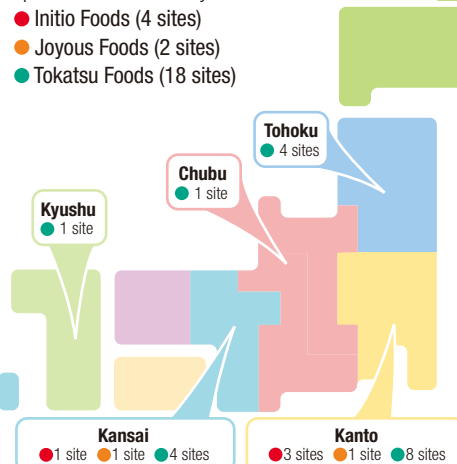 Initio Foods (4 sites)
Joyous Foods (2 sites)
Tokatsu Foods (18 sites)
Tohoku
4 sites
Chubu
1 site
Kyushu
1 site
Kansai
1 site 1 site 4 sites
Kanto
3 sites 1 site 8 sites